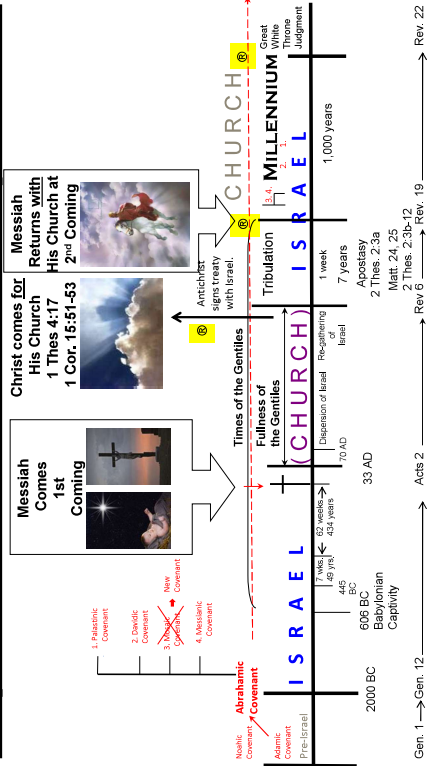 Messiah
Comes
1st
Coming
Christ comes for
His Church
1 Thes 4:17
1 Cor. 15:51-53
Messiah
Returns with
His Church at
2nd Coming
1. Palastinic
Covenant
2. Davidic
Covenant
3. Mosaic
Covenant
New
Covenant
4. Messianic
Covenant
Noahic
Covenant
Abrahamic
Covenant
Adamic
Covenant
Pre-Israel
Times of the Gentiles
Fullness of
the Gentiles
®
Antichrist
signs treaty
with Israel.
®
CHURCH
®
Great
White
Throne
Judgment
Tribulation
3. 4.
MILLENNIUM
2. 1.
ISRAEL
(CHURCH)
ISRAEL
7 wks.
49 yrs.
62 weeks
434 years
Dispersion of Israel
Re-gathering
of
Israel
1 week
1,000 years
2000 BC
606 BC
Babylonian
Captivity
445
BC
33 AD
70 AD
7 years
Apostasy
2 Thes. 2:3a
Matt. 24, 25
2 Thes. 2:3b-12
Gen. 1
Gen. 12
Acts 2
Rev 6
Rev. 19
Rev. 22